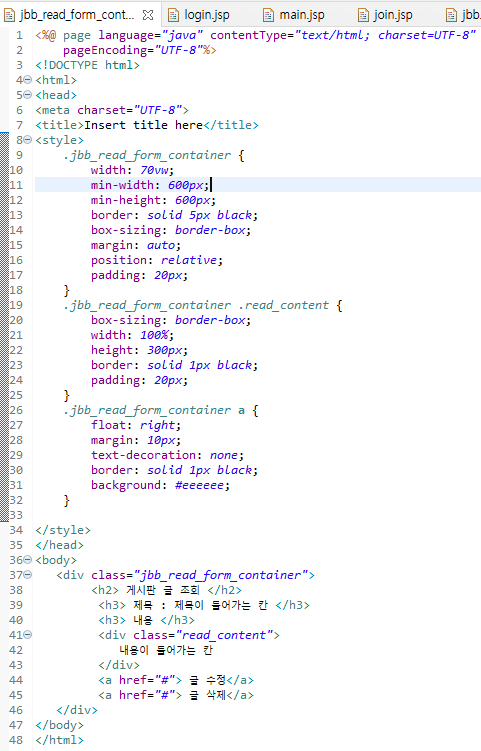 jbb_read_form_cont... login.jsp main.jsp join.jsp jbb.
1 <%@ page language="java" contentType="text/html; charset=UTF-8"
2     pageEncoding="UTF-8"%>
3 <!DOCTYPE html>
4 <html>
5 <head>
6 <meta charset="UTF-8">
7 <title>Insert title here</title>
8 <style>
9     .jbb_read_form_container {
10         width: 70vw;
11         min-width: 600px;
12         min-height: 600px;
13         border: solid 5px black;
14         box-sizing: border-box;
15         margin: auto;
16         position: relative;
17         padding: 20px;
18     }
19     .jbb_read_form_container .read_content {
20         box-sizing: border-box;
21         width: 100%;
22         height: 300px;
23         border: solid 1px black;
24         padding: 20px;
25     }
26     .jbb_read_form_container a {
27         float: right;
28         margin: 10px;
29         text-decoration: none;
30         border: solid 1px black;
31         background: #eeeeee;
32     }
33
34 </style>
35 </head>
36 <body>
37    <div class="jbb_read_form_container">
38         <h2> 게시판 글 조회 </h2>
39          <h3> 제목 : 제목이 들어가는 칸 </h3>
40          <h3> 내용 </h3>
41          <div class="read_content">
42             내용이 들어가는 칸
43          </div>
44          <a href="#"> 글 수정</a>
45          <a href="#"> 글 삭제</a>
46    </div>
47 </body>
48 </html>